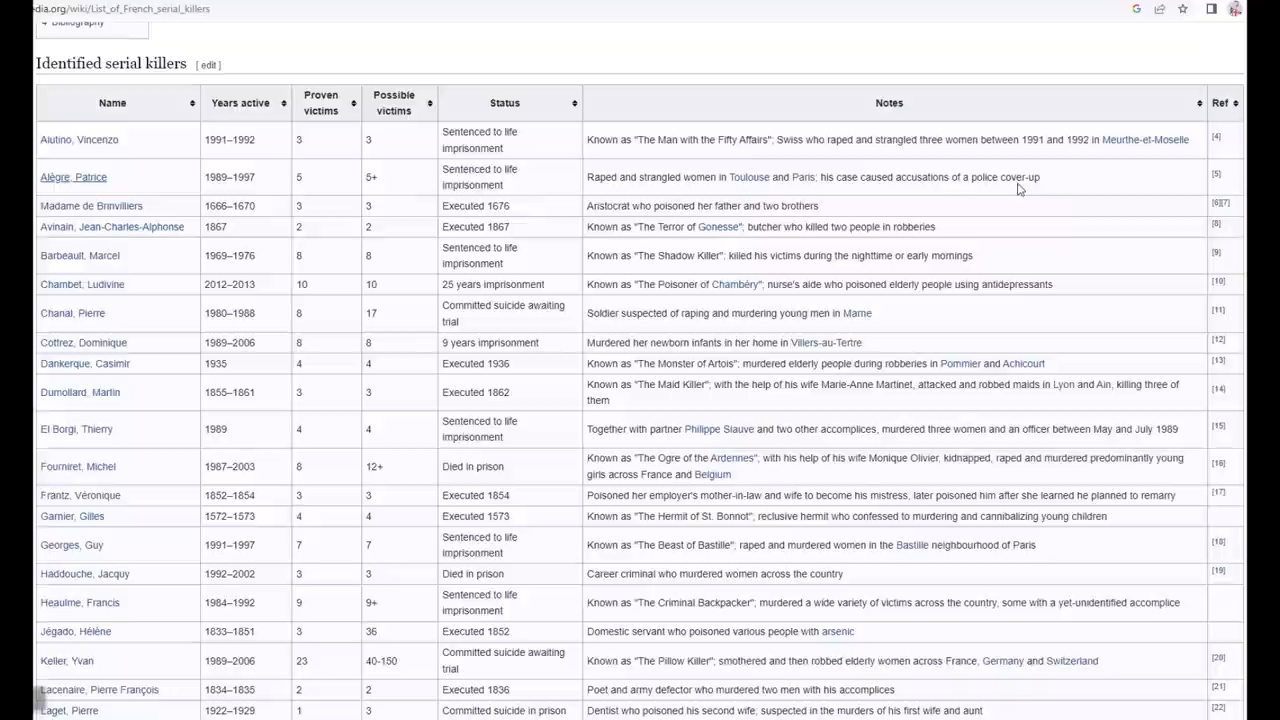 edia.org/wiki/List_of_French_serial_killers
4 Bibliography
Identified serial killers [ edit ]
Name Years active Proven victims Possible victims Status Notes Ref
Aiutino, Vincenzo 1991–1992 3 3 Sentenced to life imprisonment Known as "The Man with the Fifty Affairs"; Swiss who raped and strangled three women between 1991 and 1992 in Meurthe-et-Moselle [4]
Alègre, Patrice 1989–1997 5 5+ Sentenced to life imprisonment Raped and strangled women in Toulouse and Paris; his case caused accusations of a police cover-up [5]
Madame de Brinvilliers 1666–1670 3 3 Executed 1676 Aristocrat who poisoned her father and two brothers [6][7]
Avinain, Jean-Charles-Alphonse 1867 2 2 Executed 1867 Known as "The Terror of Gonesse"; butcher who killed two people in robberies [8]
Barbeault, Marcel 1969–1976 8 8 Sentenced to life imprisonment Known as "The Shadow Killer"; killed his victims during the nighttime or early mornings [9]
Chambet, Ludivine 2012–2013 10 10 25 years imprisonment Known as "The Poisoner of Chambéry"; nurse's aide who poisoned elderly people using antidepressants [10]
Chanal, Pierre 1980–1988 8 17 Committed suicide awaiting trial Soldier suspected of raping and murdering young men in Marne [11]
Cottrez, Dominique 1989–2006 8 8 9 years imprisonment Murdered her newborn infants in her home in Villers-au-Tertre [12]
Dankerque, Casimir 1935 4 4 Executed 1936 Known as "The Monster of Artois"; murdered elderly people during robberies in Pommier and Achicourt [13]
Dumollard, Martin 1855–1861 3 3 Executed 1862 Known as "The Maid Killer"; with the help of his wife Marie-Anne Martinet, attacked and robbed maids in Lyon and Ain, killing three of them [14]
El Borgi, Thierry 1989 4 4 Sentenced to life imprisonment Together with partner Philippe Siauve and two other accomplices, murdered three women and an officer between May and July 1989 [15]
Fourniret, Michel 1987–2003 8 12+ Died in prison Known as "The Ogre of the Ardennes"; with his help of his wife Monique Olivier, kidnapped, raped and murdered predominantly young girls across France and Belgium [16]
Frantz, Véronique 1852–1854 3 3 Executed 1854 Poisoned her employer's mother-in-law and wife to become his mistress, later poisoned him after she learned he planned to remarry [17]
Garnier, Gilles 1572–1573 4 4 Executed 1573 Known as "The Hermit of St. Bonnot"; reclusive hermit who confessed to murdering and cannibalizing young children
Georges, Guy 1991–1997 7 7 Sentenced to life imprisonment Known as "The Beast of Bastille"; raped and murdered women in the Bastille neighbourhood of Paris [18]
Haddouche, Jacquy 1992–2002 3 3 Died in prison Career criminal who murdered women across the country [19]
Heaulme, Francis 1984–1992 9 9+ Sentenced to life imprisonment Known as "The Criminal Backpacker"; murdered a wide variety of victims across the country, some with a yet-unidentified accomplice
Jégado, Hélène 1833–1851 3 36 Executed 1852 Domestic servant who poisoned various people with arsenic
Keller, Yvan 1989–2006 23 40-150 Committed suicide awaiting trial Known as "The Pillow Killer"; smothered and then robbed elderly women across France, Germany and Switzerland [20]
Lacenaire, Pierre François 1834–1835 2 2 Executed 1836 Poet and army defector who murdered two men with his accomplices [21]
Laget, Pierre 1922–1929 1 3 Committed suicide in prison Dentist who poisoned his second wife; suspected in the murders of his first wife and aunt [22]